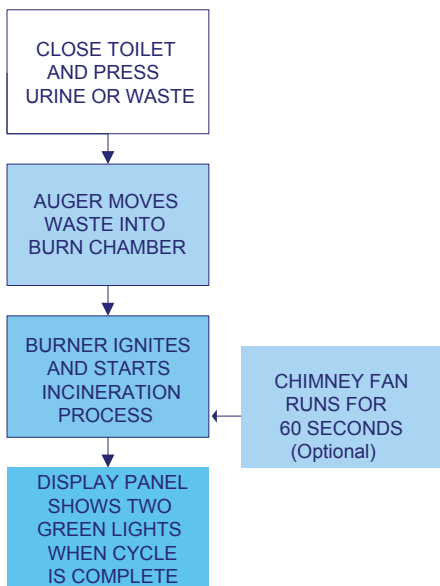 CLOSE TOILET
AND PRESS
URINE OR WASTE
AUGER MOVES
WASTE INTO
BURN CHAMBER
BURNER IGNITES
AND STARTS
INCINERATION
PROCESS
CHIMNEY FAN
RUNS FOR
60 SECONDS
(Optional)
DISPLAY PANEL
SHOWS TWO
GREEN LIGHTS
WHEN CYCLE
IS COMPLETE